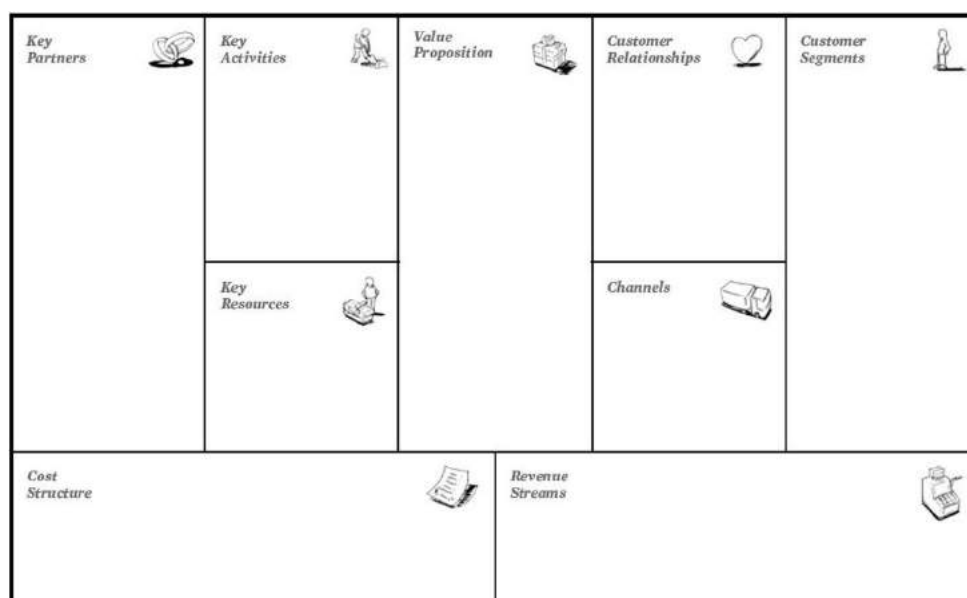 Key
Partners
Key
Activities
Value
Proposition
Customer
Relationships
Customer
Segments
Key
Resources
Channels
Cost
Structure
Revenue
Streams